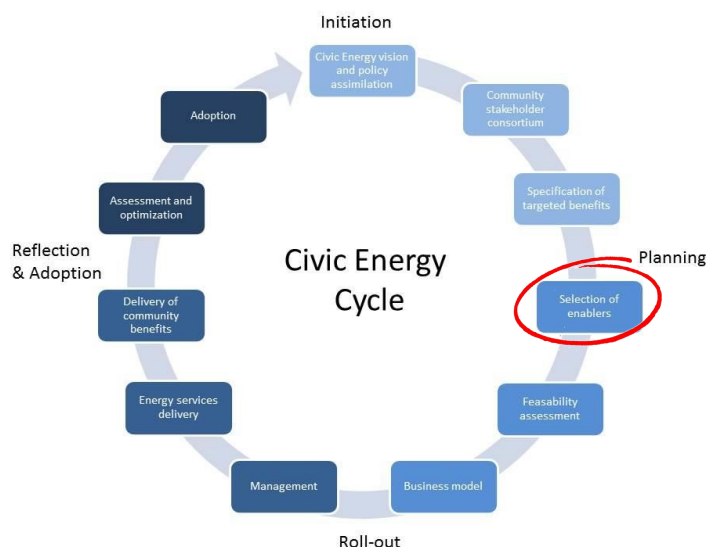 Initiation
Civic Energy vision
and policy
assimilation
Community
stakeholder
consortium
Specification of
targeted benefits
Planning
Selection of
enablers
Feasability
assessment
Business model
Roll-out
Management
Energy services
delivery
Delivery of
community
benefits
Reflection
& Adoption
Assessment and
optimization
Adoption
Civic Energy
Cycle